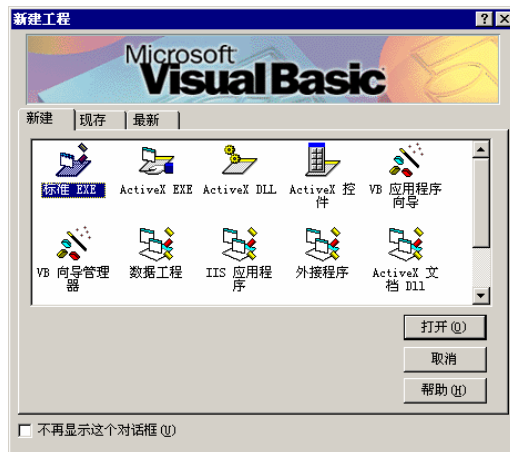 新建工程
Microsoft
Visual Basic
新建 现存 最新
标准 EXE ActiveX EXE ActiveX DLL ActiveX 控件 VB 应用程序向导
VB 向导管理器 数据工程 IIS 应用程序 外接程序 ActiveX 文档 Dll
打开(O)
取消
帮助(H)
不再显示这个对话框(U)